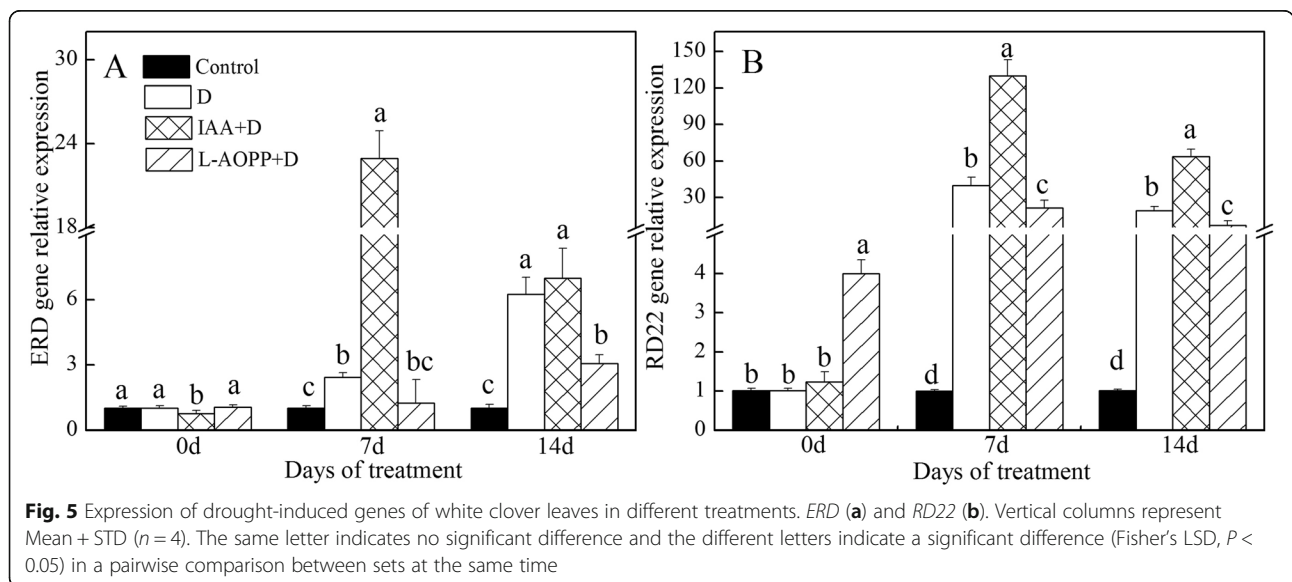 A
Control
D
IAA+D
L-AOPP+D
ERD gene relative expression
32
24
18
6
3
0
a a b a
c b a bc
c a a b
0d 7d 14d
Days of treatment
B
RD22 gene relative expression
150
120
90
60
30
4
3
2
1
0
b b b a
d b a c
d b a c
0d 7d 14d
Days of treatment
Fig. 5 Expression of drought-induced genes of white clover leaves in different treatments. ERD (a) and RD22 (b). Vertical columns represent
Mean + STD (n = 4). The same letter indicates no significant difference and the different letters indicate a significant difference (Fisher's LSD, P <
0.05) in a pairwise comparison between sets at the same time